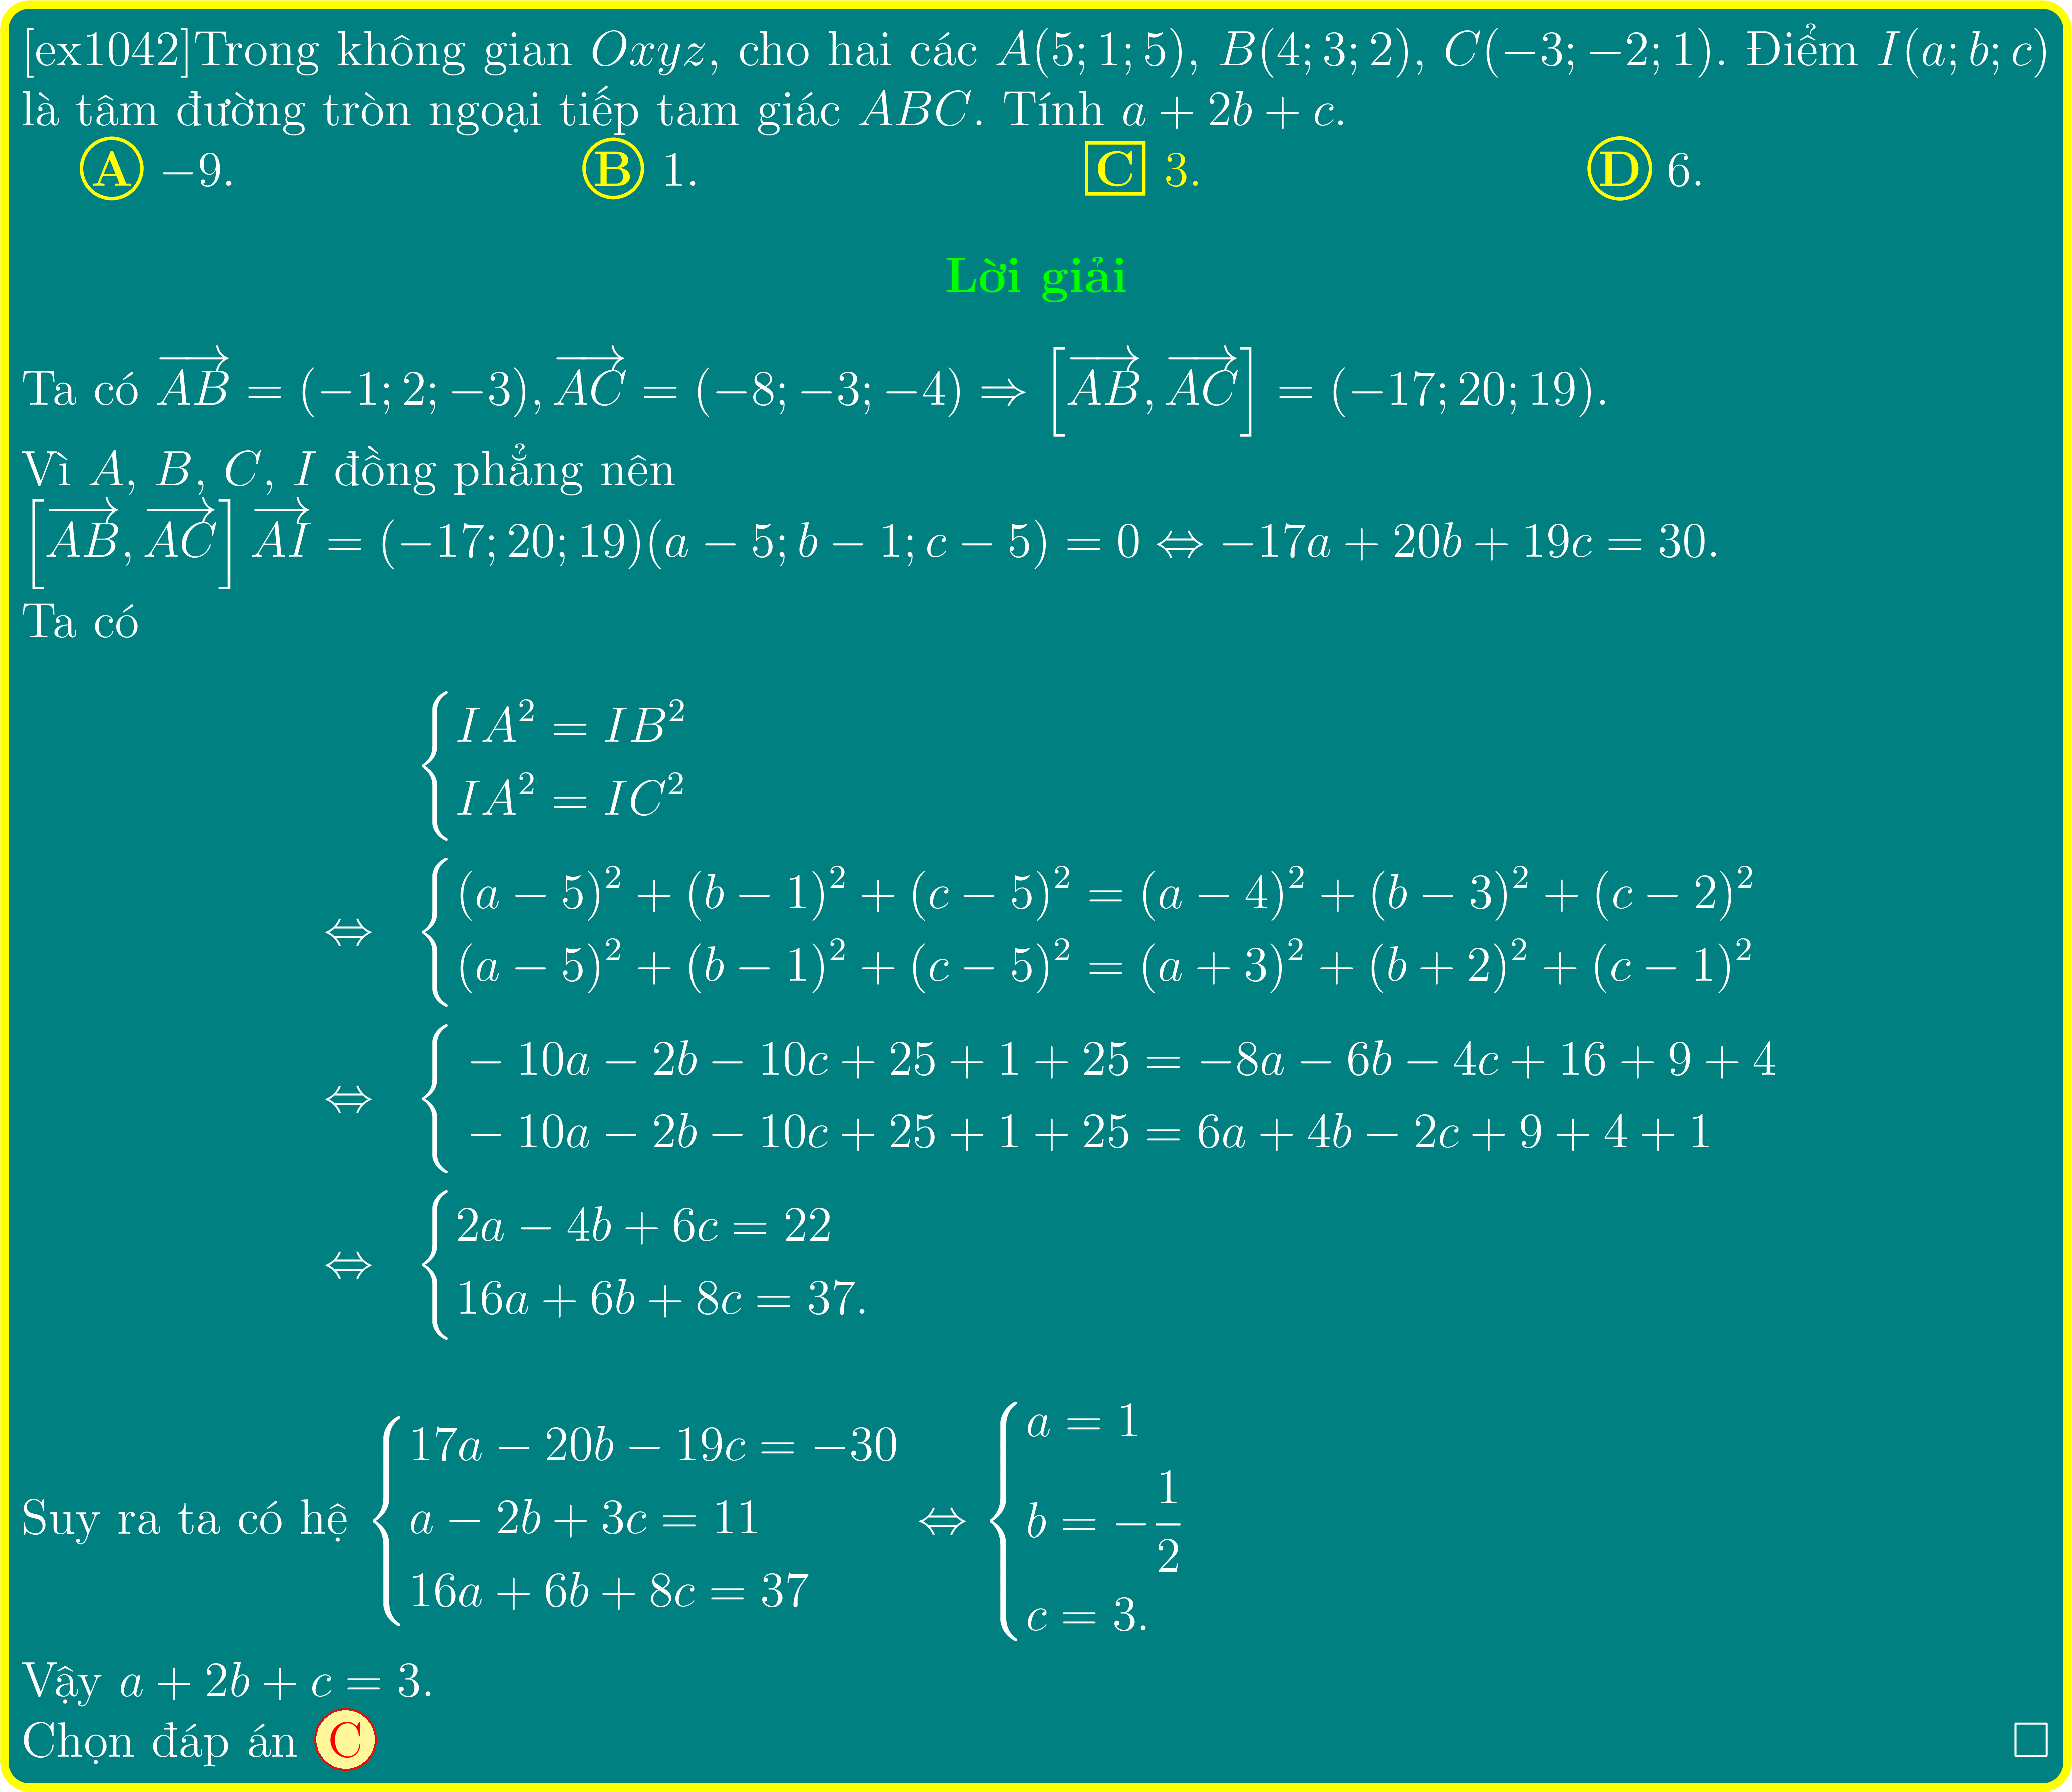 [ex1042]Trong không gian Oxyz, cho hai các A(5; 1; 5), B(4; 3; 2), C(−3; −2; 1). Điểm I(a; b; c)
là tâm đường tròn ngoại tiếp tam giác ABC. Tính a + 2b + c.
A −9. B 1. C 3. D 6.
Lời giải
Ta có $\overrightarrow{AB} = (-1; 2; -3), \overrightarrow{AC} = (-8; -3; -4) \Rightarrow \left[\overrightarrow{AB}, \overrightarrow{AC}\right] = (-17; 20; 19).$
Vì A, B, C, I đồng phẳng nên
$\left[\overrightarrow{AB}, \overrightarrow{AC}\right] \overrightarrow{AI} = (-17; 20; 19)(a - 5; b - 1; c - 5) = 0 \Leftrightarrow -17a + 20b + 19c = 30.$
Ta có
$\begin{cases} IA^2 = IB^2 \\ IA^2 = IC^2 \end{cases}$
$\Leftrightarrow \begin{cases} (a - 5)^2 + (b - 1)^2 + (c - 5)^2 = (a - 4)^2 + (b - 3)^2 + (c - 2)^2 \\ (a - 5)^2 + (b - 1)^2 + (c - 5)^2 = (a + 3)^2 + (b + 2)^2 + (c - 1)^2 \end{cases}$
$\Leftrightarrow \begin{cases} -10a - 2b - 10c + 25 + 1 + 25 = -8a - 6b - 4c + 16 + 9 + 4 \\ -10a - 2b - 10c + 25 + 1 + 25 = 6a + 4b - 2c + 9 + 4 + 1 \end{cases}$
$\Leftrightarrow \begin{cases} 2a - 4b + 6c = 22 \\ 16a + 6b + 8c = 37. \end{cases}$
Suy ra ta có hệ $\begin{cases} 17a - 20b - 19c = -30 \\ a - 2b + 3c = 11 \\ 16a + 6b + 8c = 37 \end{cases} \Leftrightarrow \begin{cases} a = 1 \\ b = -\frac{1}{2} \\ c = 3. \end{cases}$
Vậy a + 2b + c = 3.
Chọn đáp án C □